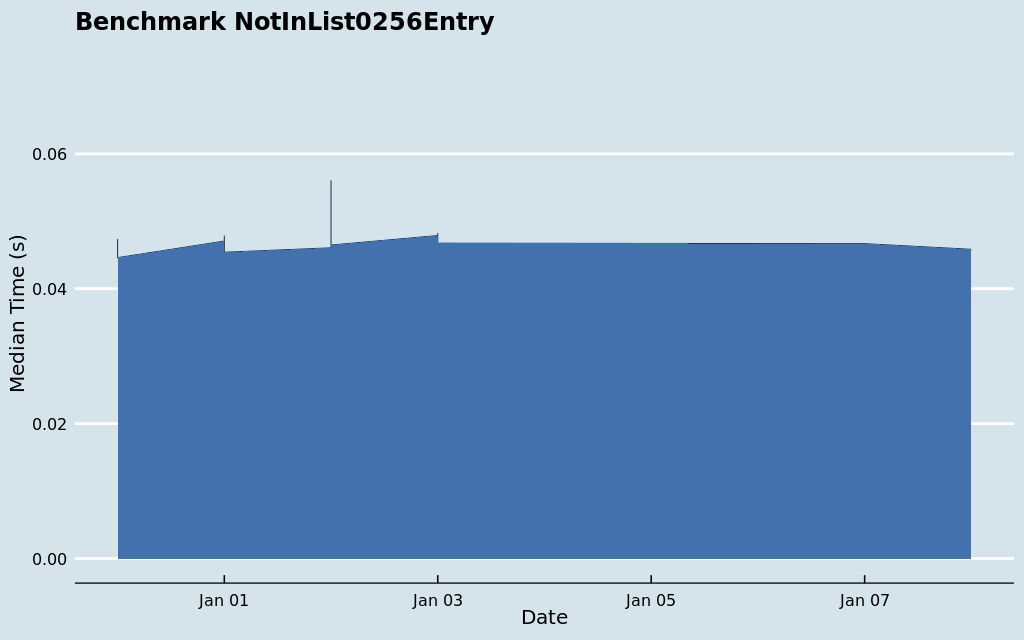 Benchmark NotInList0256Entry
0.06
0.04
0.02
0.00
Median Time (s)
Jan 01 Jan 03 Jan 05 Jan 07
Date